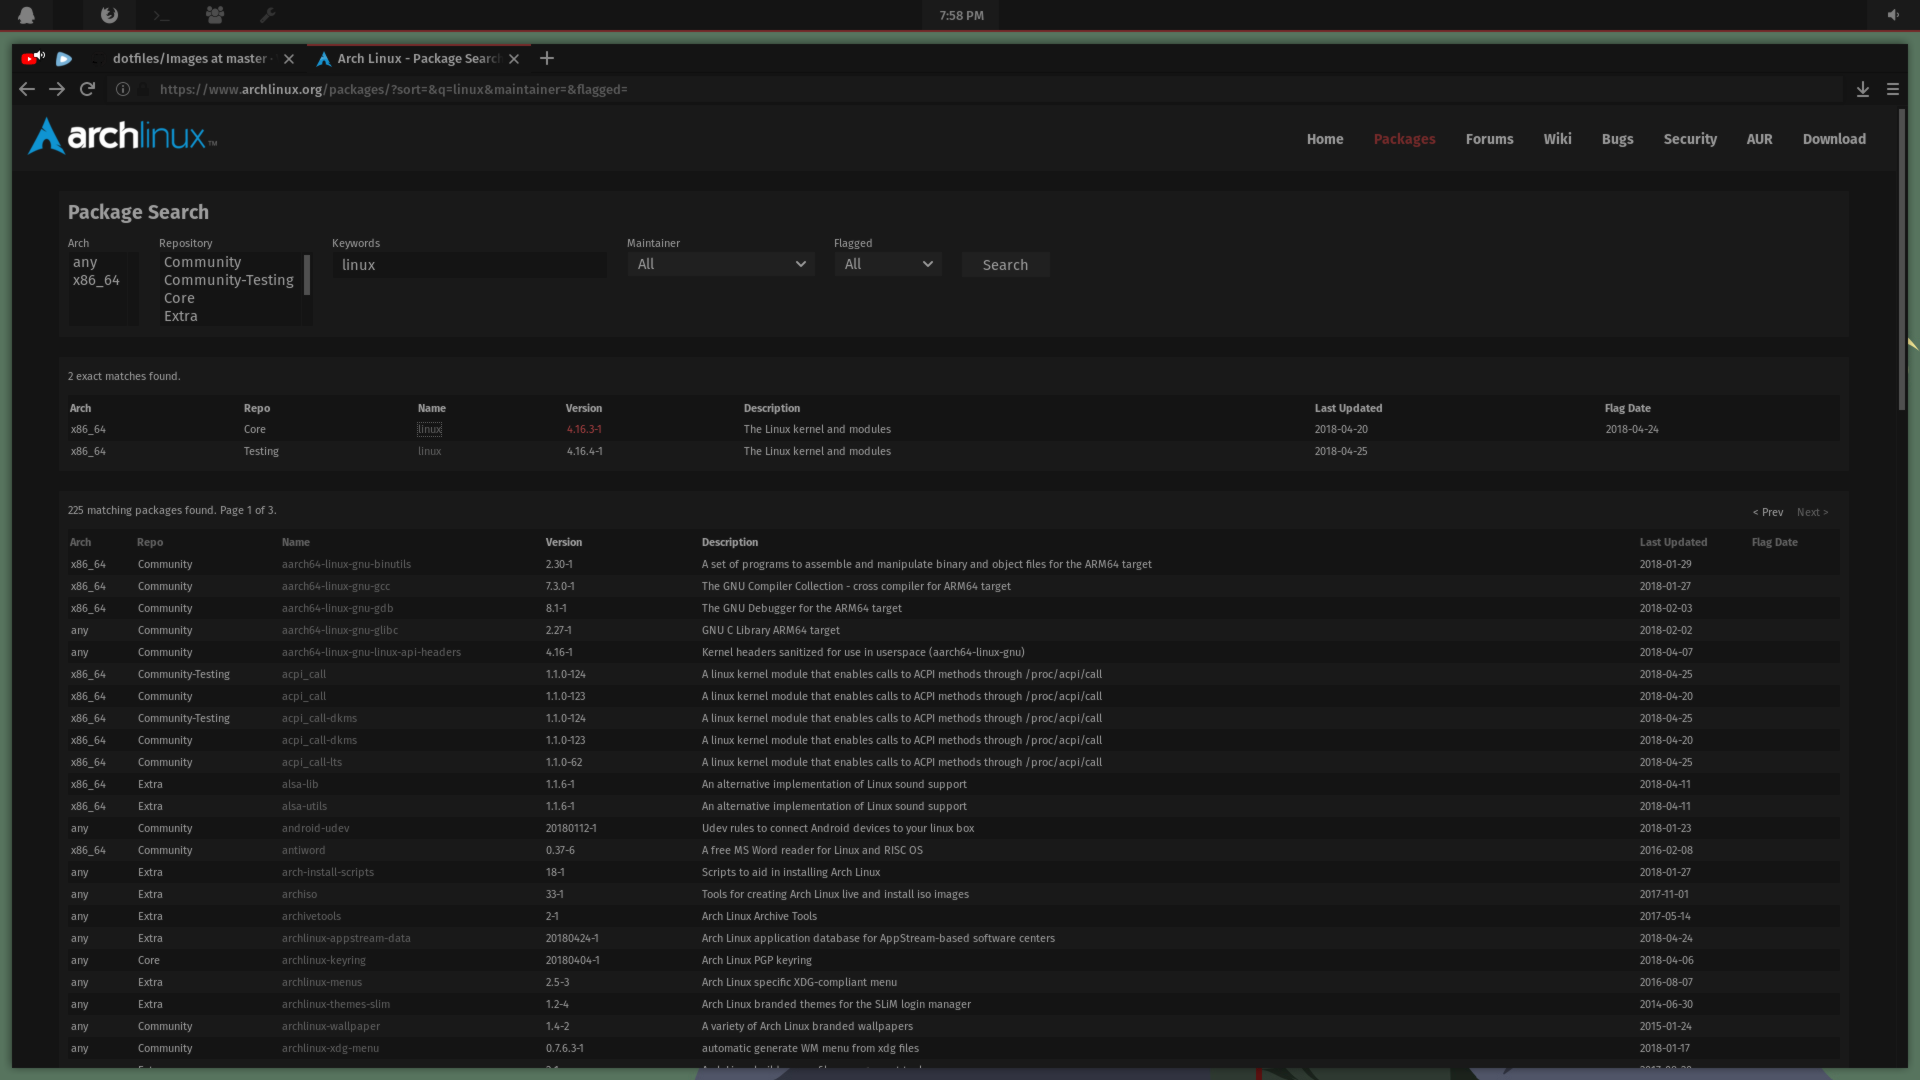 7:58 PM
dotfiles/Images at master
Arch Linux - Package Searc
https://www.archlinux.org/packages/?sort=&q=linux&maintainer=&flagged=
archlinux™
Home Packages Forums Wiki Bugs Security AUR Download
Package Search
Arch Repository Keywords Maintainer Flagged
any Community linux All All Search
x86_64 Community-Testing
Core
Extra
2 exact matches found.
Arch Repo Name Version Description Last Updated Flag Date
x86_64 Core linux 4.16.3-1 The Linux kernel and modules 2018-04-20 2018-04-24
x86_64 Testing linux 4.16.4-1 The Linux kernel and modules 2018-04-25
225 matching packages found. Page 1 of 3. < Prev Next >
Arch Repo Name Version Description Last Updated Flag Date
x86_64 Community aarch64-linux-gnu-binutils 2.30-1 A set of programs to assemble and manipulate binary and object files for the ARM64 target 2018-01-29
x86_64 Community aarch64-linux-gnu-gcc 7.3.0-1 The GNU Compiler Collection - cross compiler for ARM64 target 2018-01-27
x86_64 Community aarch64-linux-gnu-gdb 8.1-1 The GNU Debugger for the ARM64 target 2018-02-03
any Community aarch64-linux-gnu-glibc 2.27-1 GNU C Library ARM64 target 2018-02-02
any Community aarch64-linux-gnu-linux-api-headers 4.16-1 Kernel headers sanitized for use in userspace (aarch64-linux-gnu) 2018-04-07
x86_64 Community-Testing acpi_call 1.1.0-124 A linux kernel module that enables calls to ACPI methods through /proc/acpi/call 2018-04-25
x86_64 Community acpi_call 1.1.0-123 A linux kernel module that enables calls to ACPI methods through /proc/acpi/call 2018-04-20
x86_64 Community-Testing acpi_call-dkms 1.1.0-124 A linux kernel module that enables calls to ACPI methods through /proc/acpi/call 2018-04-25
x86_64 Community acpi_call-dkms 1.1.0-123 A linux kernel module that enables calls to ACPI methods through /proc/acpi/call 2018-04-20
x86_64 Community acpi_call-lts 1.1.0-62 A linux kernel module that enables calls to ACPI methods through /proc/acpi/call 2018-04-25
x86_64 Extra alsa-lib 1.1.6-1 An alternative implementation of Linux sound support 2018-04-11
x86_64 Extra alsa-utils 1.1.6-1 An alternative implementation of Linux sound support 2018-04-11
any Community android-udev 20180112-1 Udev rules to connect Android devices to your linux box 2018-01-23
x86_64 Community antiword 0.37-6 A free MS Word reader for Linux and RISC OS 2016-02-08
any Extra arch-install-scripts 18-1 Scripts to aid in installing Arch Linux 2018-01-27
any Extra archiso 33-1 Tools for creating Arch Linux live and install iso images 2017-11-01
any Extra archivetools 2-1 Arch Linux Archive Tools 2017-05-14
any Extra archlinux-appstream-data 20180424-1 Arch Linux application database for AppStream-based software centers 2018-04-24
any Core archlinux-keyring 20180404-1 Arch Linux PGP keyring 2018-04-06
any Extra archlinux-menus 2.5-3 Arch Linux specific XDG-compliant menu 2016-08-07
any Extra archlinux-themes-slim 1.2-4 Arch Linux branded themes for the SLiM login manager 2014-06-30
any Community archlinux-wallpaper 1.4-2 A variety of Arch Linux branded wallpapers 2015-01-24
any Community archlinux-xdg-menu 0.7.6.3-1 automatic generate WM menu from xdg files 2018-01-17